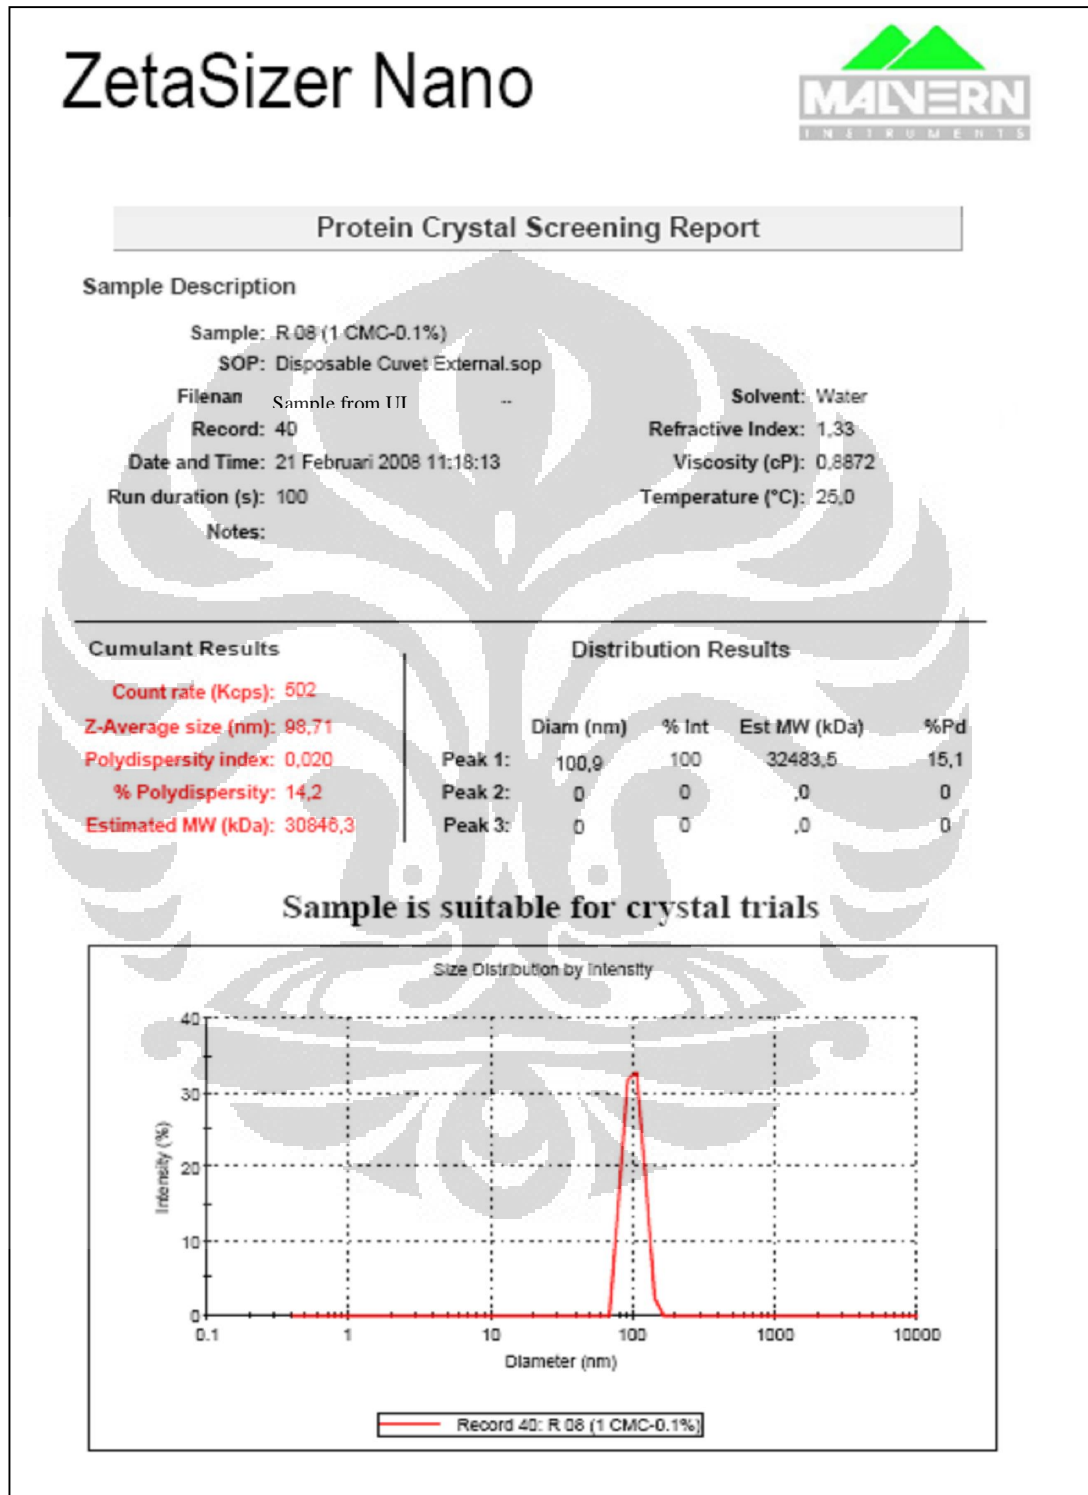 ZetaSizer Nano
MALVERN
INSTRUMENTS
Protein Crystal Screening Report
Sample Description
Sample: R 08 (1 CMC-0.1%)
SOP: Disposable Cuvet External.sop
Filenam Sample from UI Solvent: Water
Record: 40 Refractive Index: 1,33
Date and Time: 21 Februari 2008 11:18:13 Viscosity (cP): 0,8872
Run duration (s): 100 Temperature (°C): 25,0
Notes:
Cumulant Results
Count rate (Kcps): 502
Z-Average size (nm): 98,71
Polydispersity index: 0,020
% Polydispersity: 14,2
Estimated MW (kDa): 30846,3
Distribution Results
Diam (nm) % Int Est MW (kDa) %Pd
Peak 1: 100,9 100 32483,5 15,1
Peak 2: 0 0 ,0 0
Peak 3: 0 0 ,0 0
Sample is suitable for crystal trials
Size Distribution by Intensity
40
30
20
10
0
Intensity (%)
0.1 1 10 100 1000 10000
Diameter (nm)
Record 40: R 08 (1 CMC-0.1%)